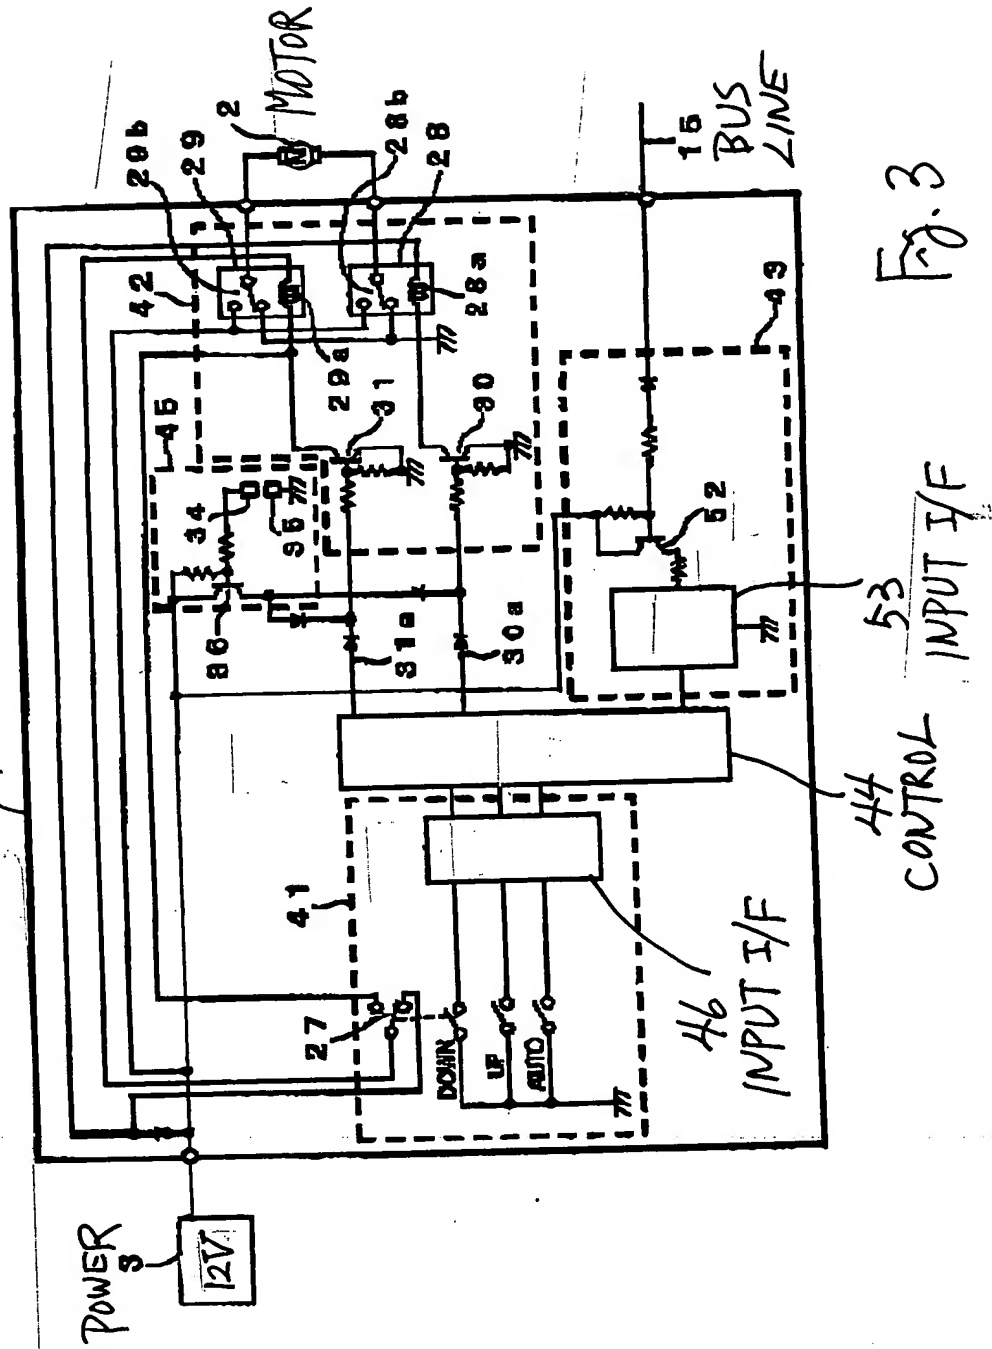 POWER
3
12V
42
29b
29
2
MOTOR
45
34
35
36
29a
31
28b
28
28a
30
31a
30a
41
27
DOWN
UP
AUTO
46
INPUT I/F
44
CONTROL
53
INPUT I/F
52
43
15
BUS
LINE
Fig. 3